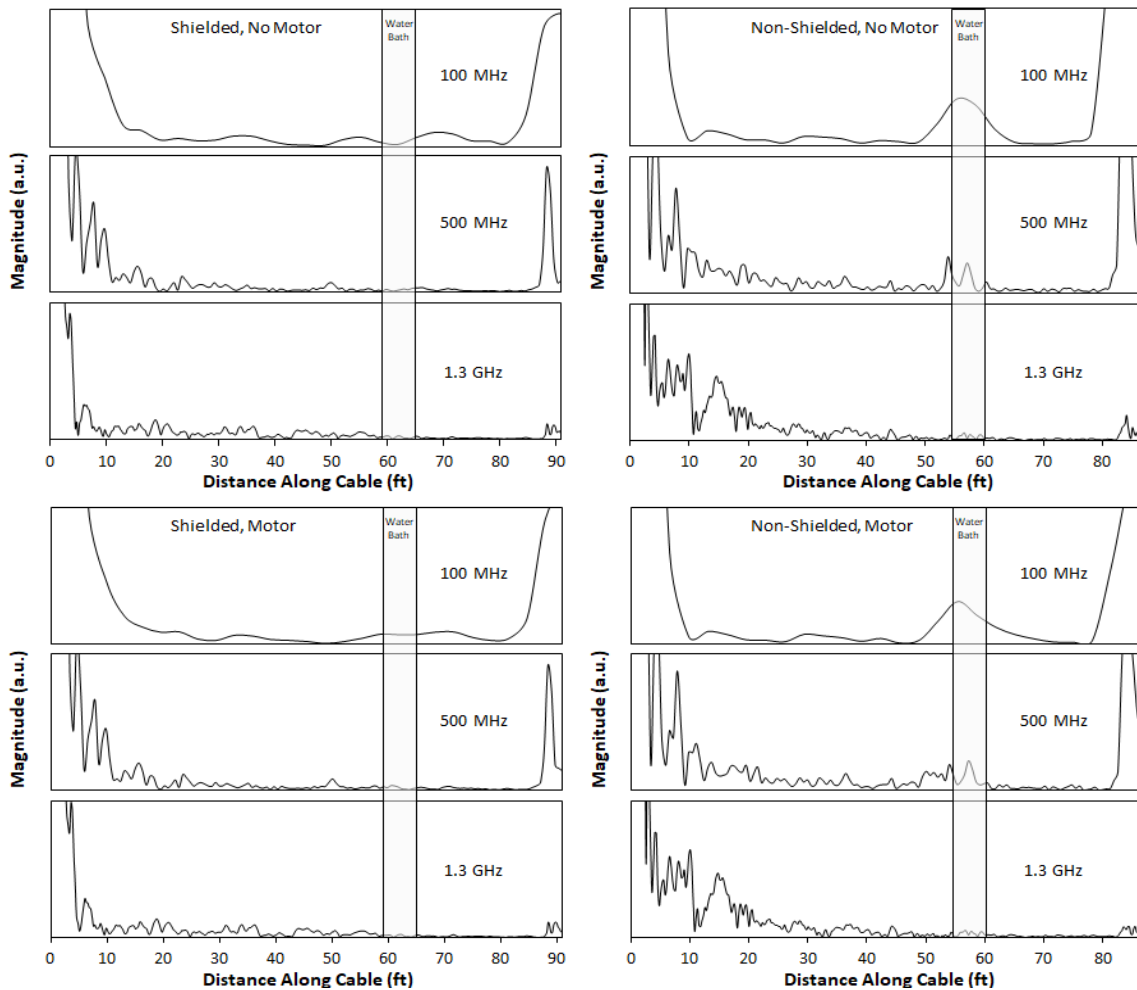 Shielded, No Motor
Water
Bath
100 MHz
500 MHz
1.3 GHz
Magnitude (a.u.)
0 10 20 30 40 50 60 70 80 90
Distance Along Cable (ft)
Non-Shielded, No Motor
Water
Bath
100 MHz
500 MHz
1.3 GHz
Magnitude (a.u.)
0 10 20 30 40 50 60 70 80
Distance Along Cable (ft)
Shielded, Motor
Water
Bath
100 MHz
500 MHz
1.3 GHz
Magnitude (a.u.)
0 10 20 30 40 50 60 70 80 90
Distance Along Cable (ft)
Non-Shielded, Motor
Water
Bath
100 MHz
500 MHz
1.3 GHz
Magnitude (a.u.)
0 10 20 30 40 50 60 70 80
Distance Along Cable (ft)